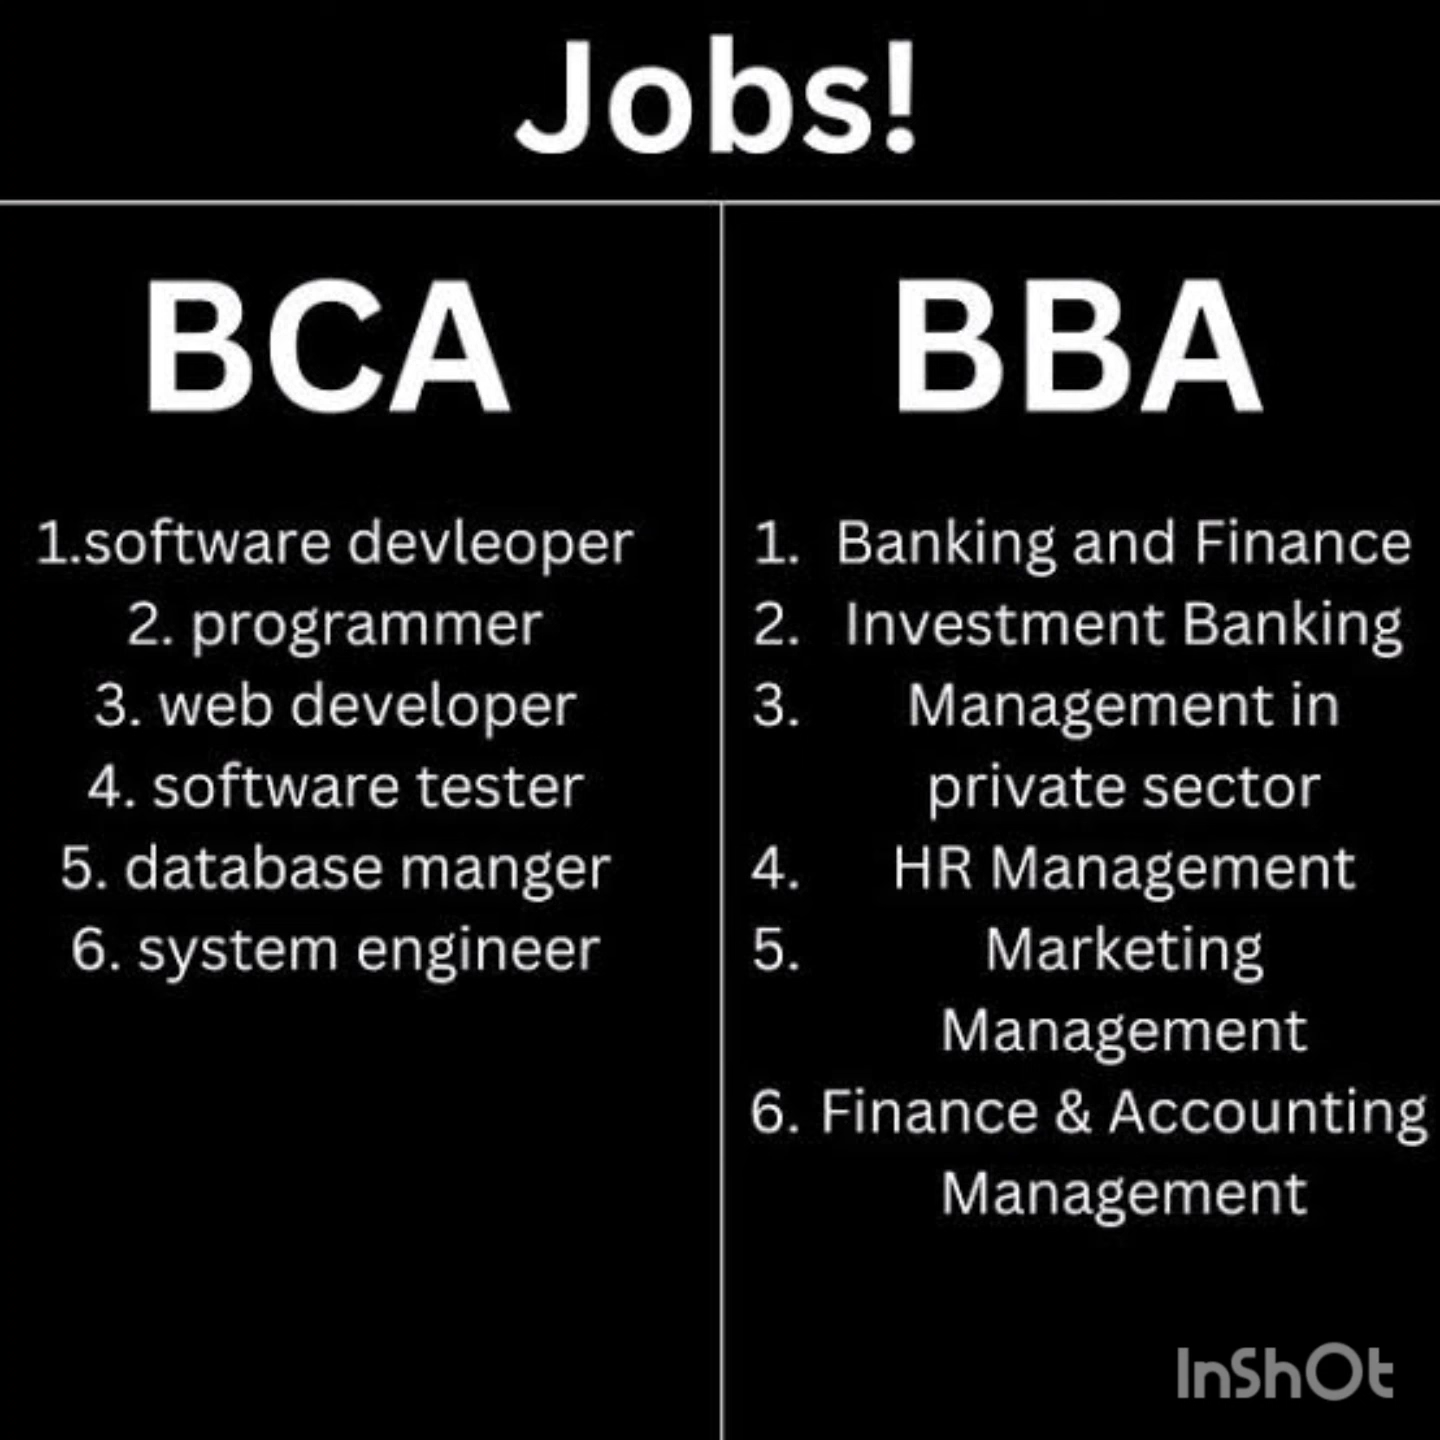 Jobs!
BCA
1.software devleoper
2. programmer
3. web developer
4. software tester
5. database manger
6. system engineer
BBA
1. Banking and Finance
2. Investment Banking
3. Management in
private sector
4. HR Management
5. Marketing
Management
6. Finance & Accounting
Management
InShOt